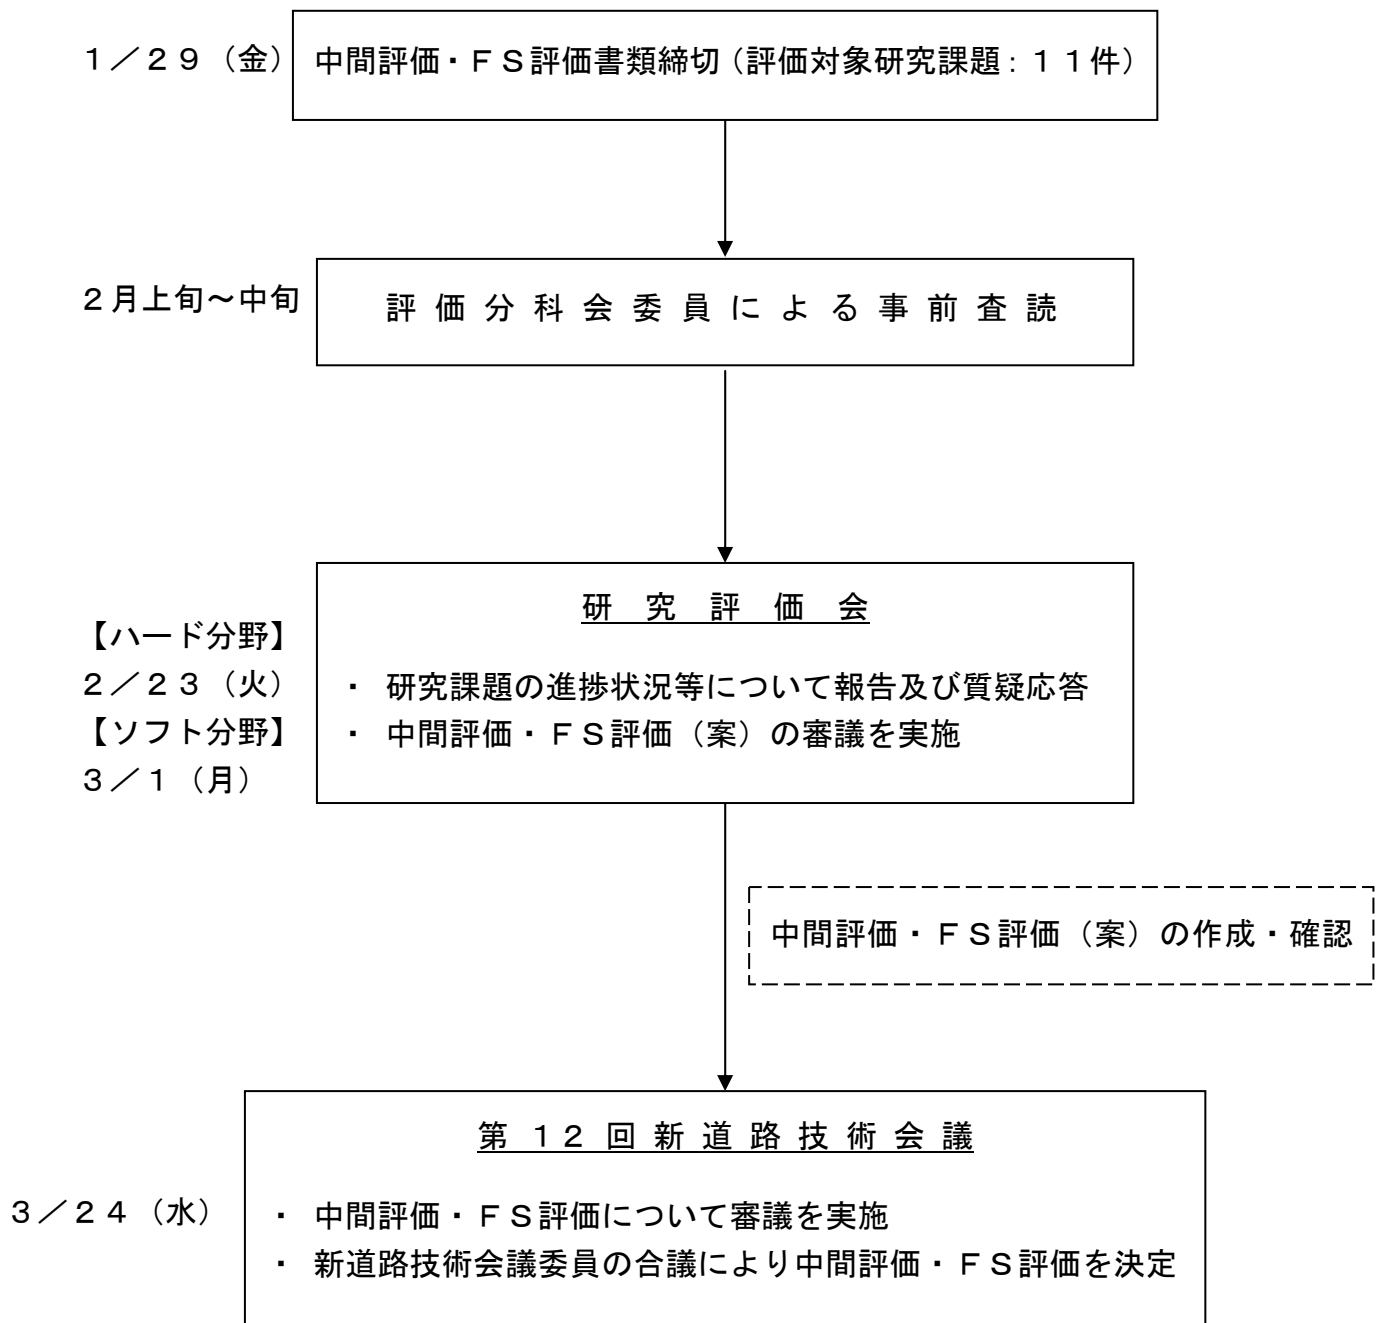 1／29（金）
中間評価・FS評価書類締切（評価対象研究課題：11件）
2月上旬～中旬
評価分科会委員による事前査読
研究評価会
【ハード分野】
2／23（火）
【ソフト分野】
3／1（月）
・ 研究課題の進捗状況等について報告及び質疑応答
・ 中間評価・FS評価（案）の審議を実施
中間評価・FS評価（案）の作成・確認
第12回新道路技術会議
3／24（水）
・ 中間評価・FS評価について審議を実施
・ 新道路技術会議委員の合議により中間評価・FS評価を決定